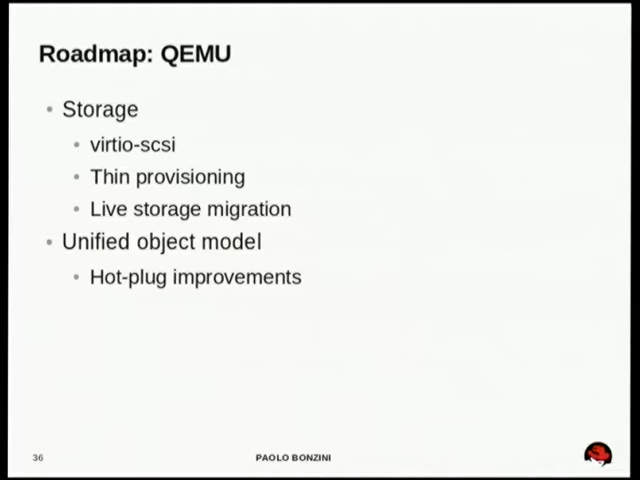 Roadmap: QEMU
Storage
virtio-scsi
Thin provisioning
Live storage migration
Unified object model
Hot-plug improvements
36
PAOLO BONZINI